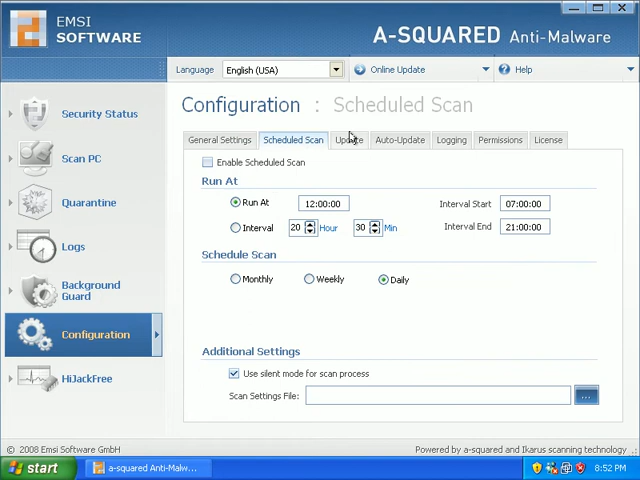 EMSI
SOFTWARE
A-SQUARED Anti-Malware
Language English (USA) Online Update Help
Configuration : Scheduled Scan
General Settings Scheduled Scan Update Auto-Update Logging Permissions License
Security Status
Scan PC
Quarantine
Logs
Background
Guard
Configuration
HiJackFree
Enable Scheduled Scan
Run At
Run At 12:00:00 Interval Start 07:00:00
Interval 20 Hour 30 Min Interval End 21:00:00
Schedule Scan
Monthly Weekly Daily
Additional Settings
Use silent mode for scan process
Scan Settings File: ...
© 2008 Emsi Software GmbH Powered by a-squared and Ikarus scanning technology
start a-squared Anti-Malw... 8:52 PM